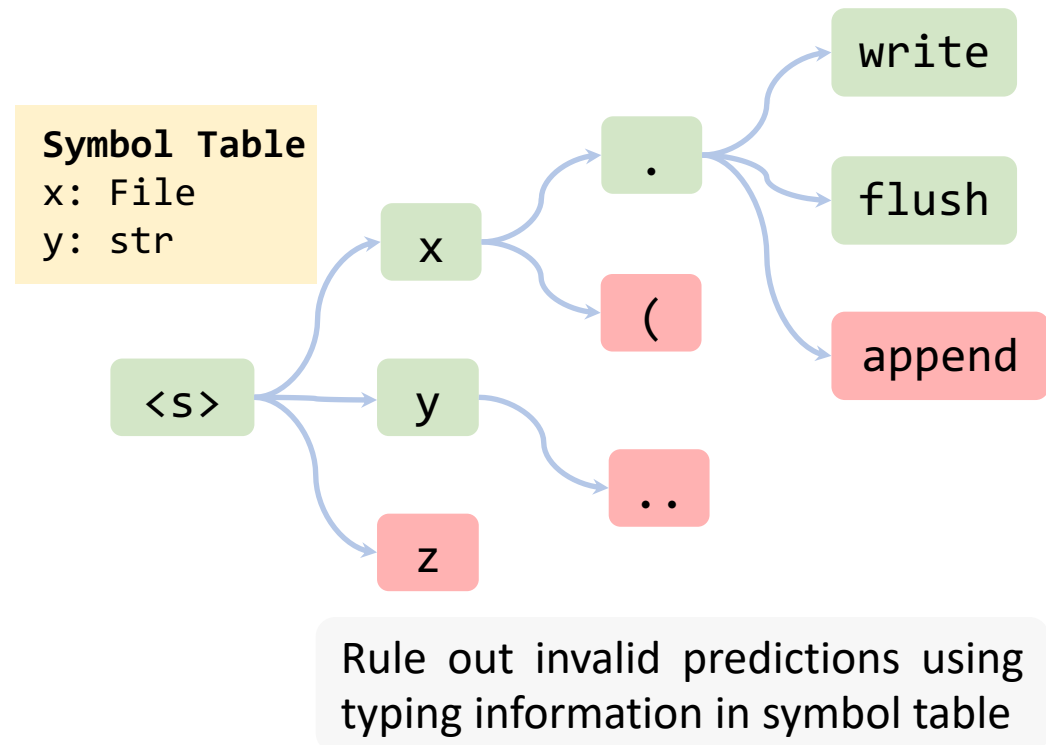 Symbol Table
x: File
y: str
<s>
x
y
z
.
(
..
write
flush
append
Rule out invalid predictions using
typing information in symbol table